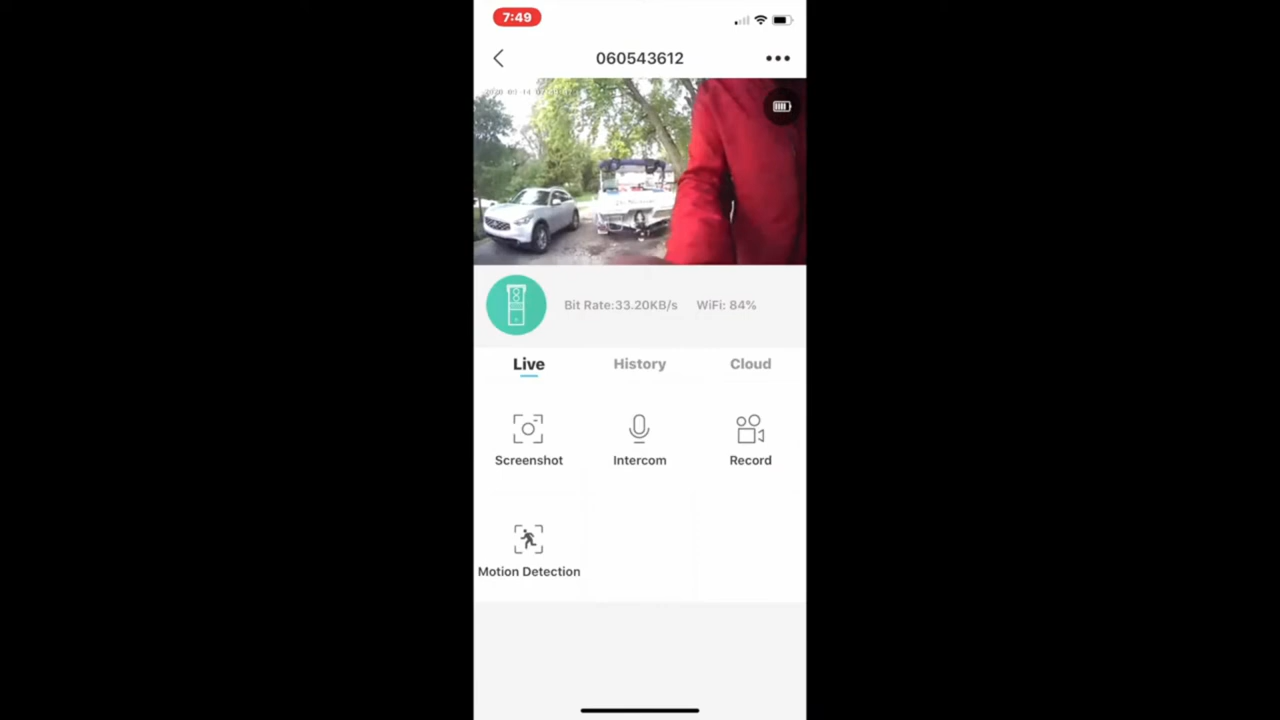 7:49
060543612
Bit Rate:33.20KB/s WiFi: 84%
Live History Cloud
Screenshot Intercom Record
Motion Detection